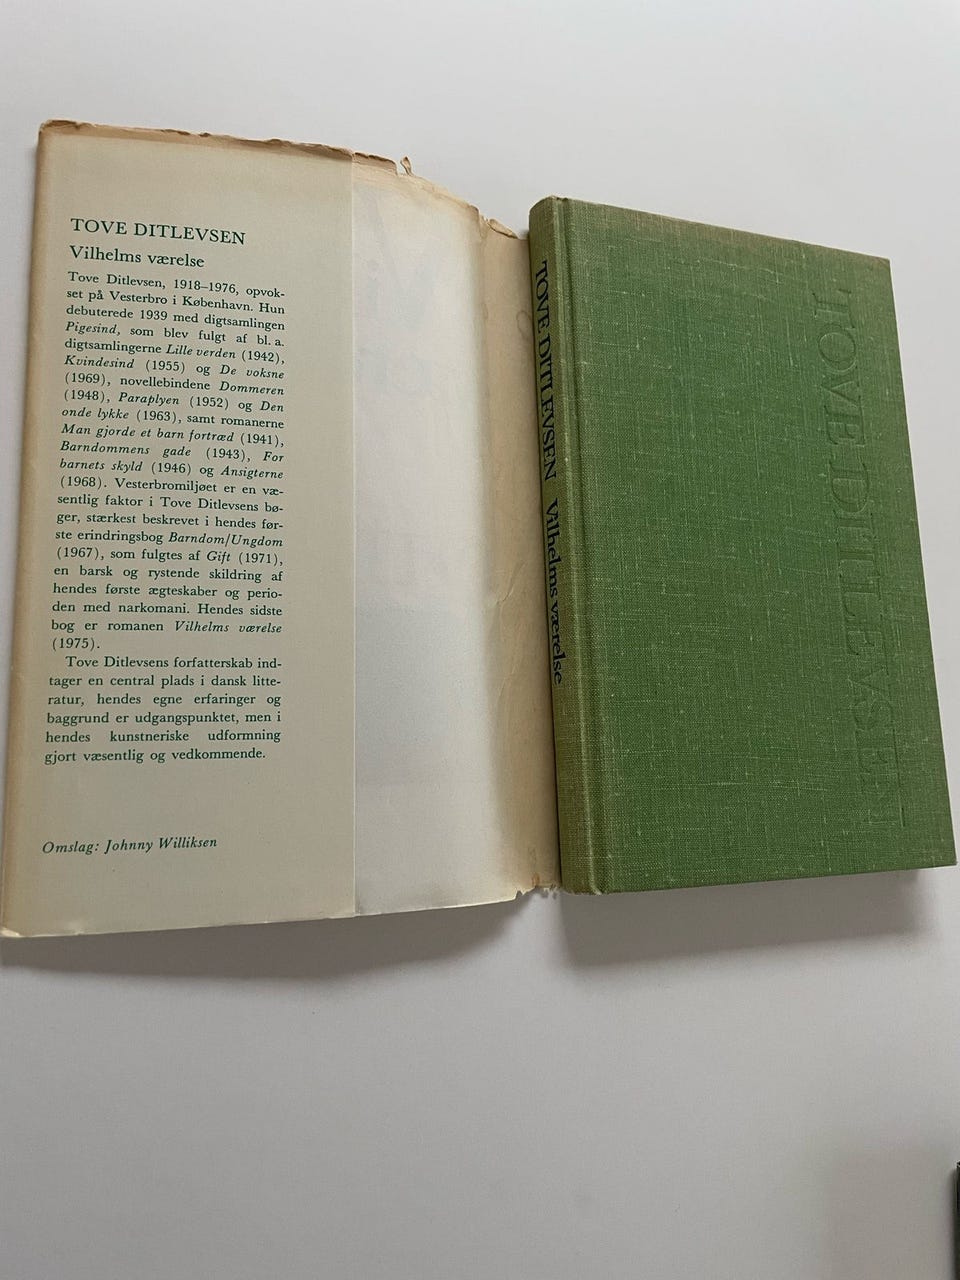 TOVE DITLEVSEN
Vilhelms værelse
Tove Ditlevsen, 1918–1976, opvok-
set på Vesterbro i København. Hun
debuterede 1939 med digtsamlingen
Pigesind, som blev fulgt af bl. a.
digtsamlingerne Lille verden (1942),
Kvindesind (1955) og De voksne
(1969), novellebindene Dommeren
(1948), Paraplyen (1952) og Den
onde lykke (1963), samt romanerne
Man gjorde et barn fortræd (1941),
Barndommens gade (1943), For
barnets skyld (1946) og Ansigterne
(1968). Vesterbromiljøet er en væ-
sentlig faktor i Tove Ditlevsens bø-
ger, stærkest beskrevet i hendes før-
ste erindringsbog Barndom/Ungdom
(1967), som fulgtes af Gift (1971),
en barsk og rystende skildring af
hendes første ægteskaber og perio-
den med narkomani. Hendes sidste
bog er romanen Vilhelms værelse
(1975).
Tove Ditlevsens forfatterskab ind-
tager en central plads i dansk litte-
ratur, hendes egne erfaringer og
baggrund er udgangspunktet, men i
hendes kunstneriske udformning
gjort væsentlig og vedkommende.
Omslag: Johnny Williksen
TOVE DITLEVSEN Vilhelms værelse
TOVE DITLEVSEN